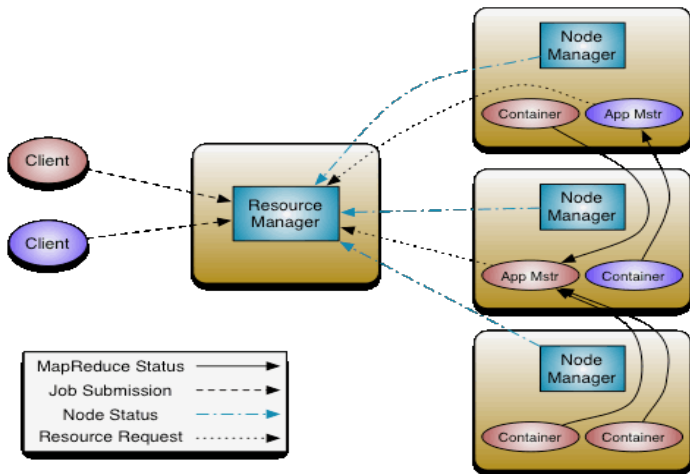 Node
Manager
Container
App Mstr
Client
Resource
Manager
Client
Node
Manager
App Mstr
Container
Node
Manager
Container
Container
MapReduce Status
Job Submission
Node Status
Resource Request